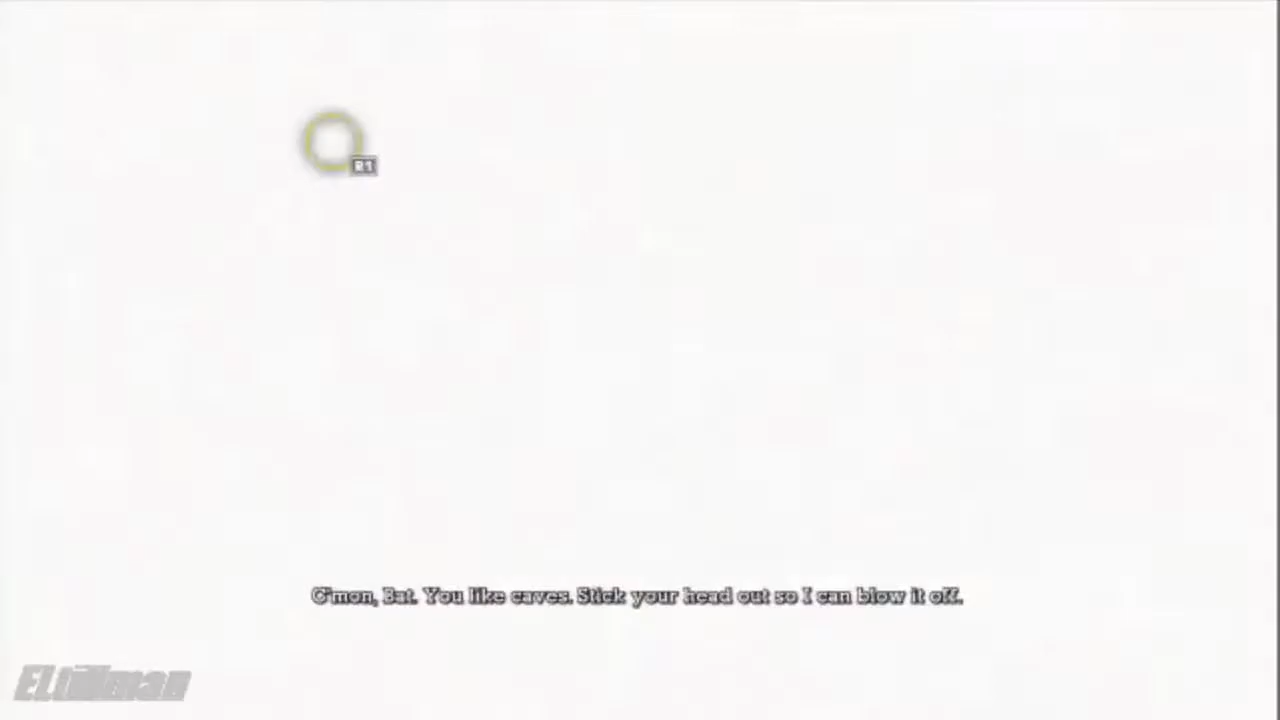 R1
C'mon, Bat. You like caves. Stick your head out so I can blow it off.